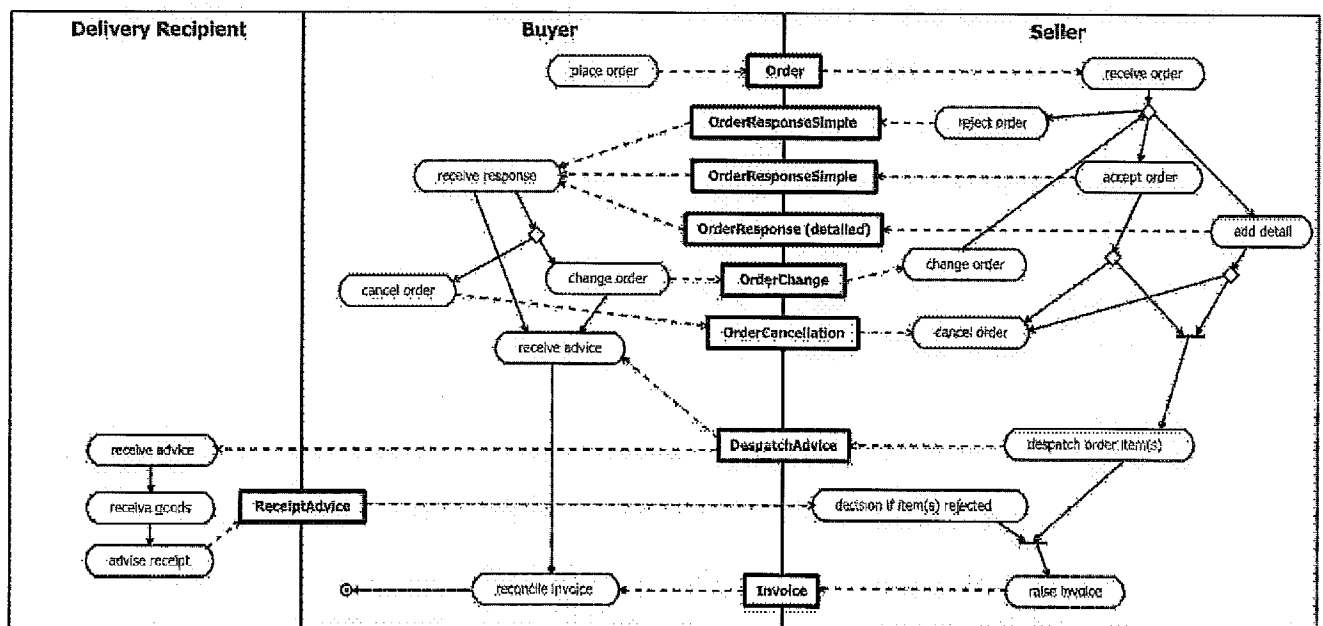 Delivery Recipient
Buyer
Seller
place order
Order
receive order
OrderResponseSimple
reject order
receive response
OrderResponseSimple
accept order
OrderResponse (detailed)
add detail
change order
OrderChange
change order
cancel order
OrderCancellation
cancel order
receive advice
receive advice
DespatchAdvice
despatch order item(s)
receive goods
ReceiptAdvice
decision if item(s) rejected
advise receipt
reconcile invoice
Invoice
raise invoice